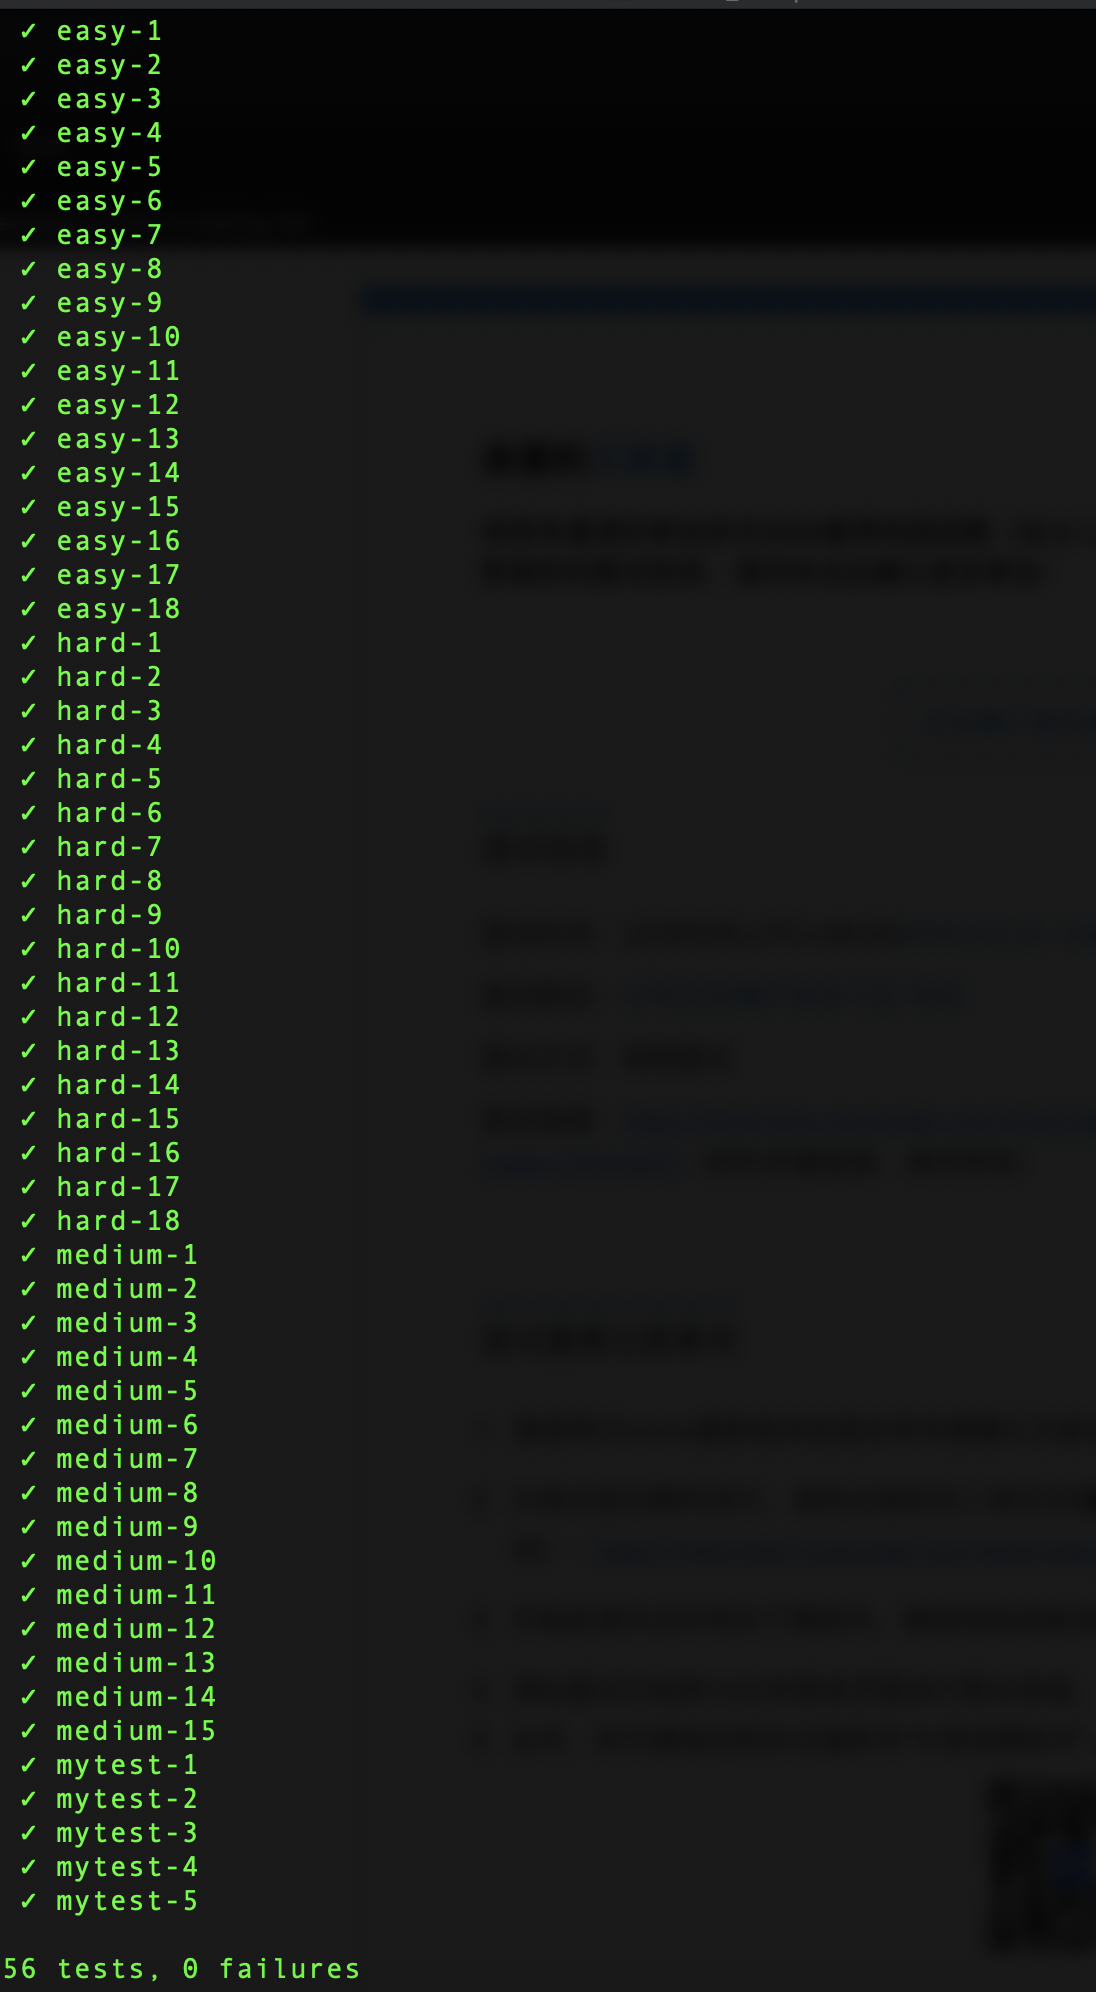 ✓ easy-1
✓ easy-2
✓ easy-3
✓ easy-4
✓ easy-5
✓ easy-6
✓ easy-7
✓ easy-8
✓ easy-9
✓ easy-10
✓ easy-11
✓ easy-12
✓ easy-13
✓ easy-14
✓ easy-15
✓ easy-16
✓ easy-17
✓ easy-18
✓ hard-1
✓ hard-2
✓ hard-3
✓ hard-4
✓ hard-5
✓ hard-6
✓ hard-7
✓ hard-8
✓ hard-9
✓ hard-10
✓ hard-11
✓ hard-12
✓ hard-13
✓ hard-14
✓ hard-15
✓ hard-16
✓ hard-17
✓ hard-18
✓ medium-1
✓ medium-2
✓ medium-3
✓ medium-4
✓ medium-5
✓ medium-6
✓ medium-7
✓ medium-8
✓ medium-9
✓ medium-10
✓ medium-11
✓ medium-12
✓ medium-13
✓ medium-14
✓ medium-15
✓ mytest-1
✓ mytest-2
✓ mytest-3
✓ mytest-4
✓ mytest-5
56 tests, 0 failures